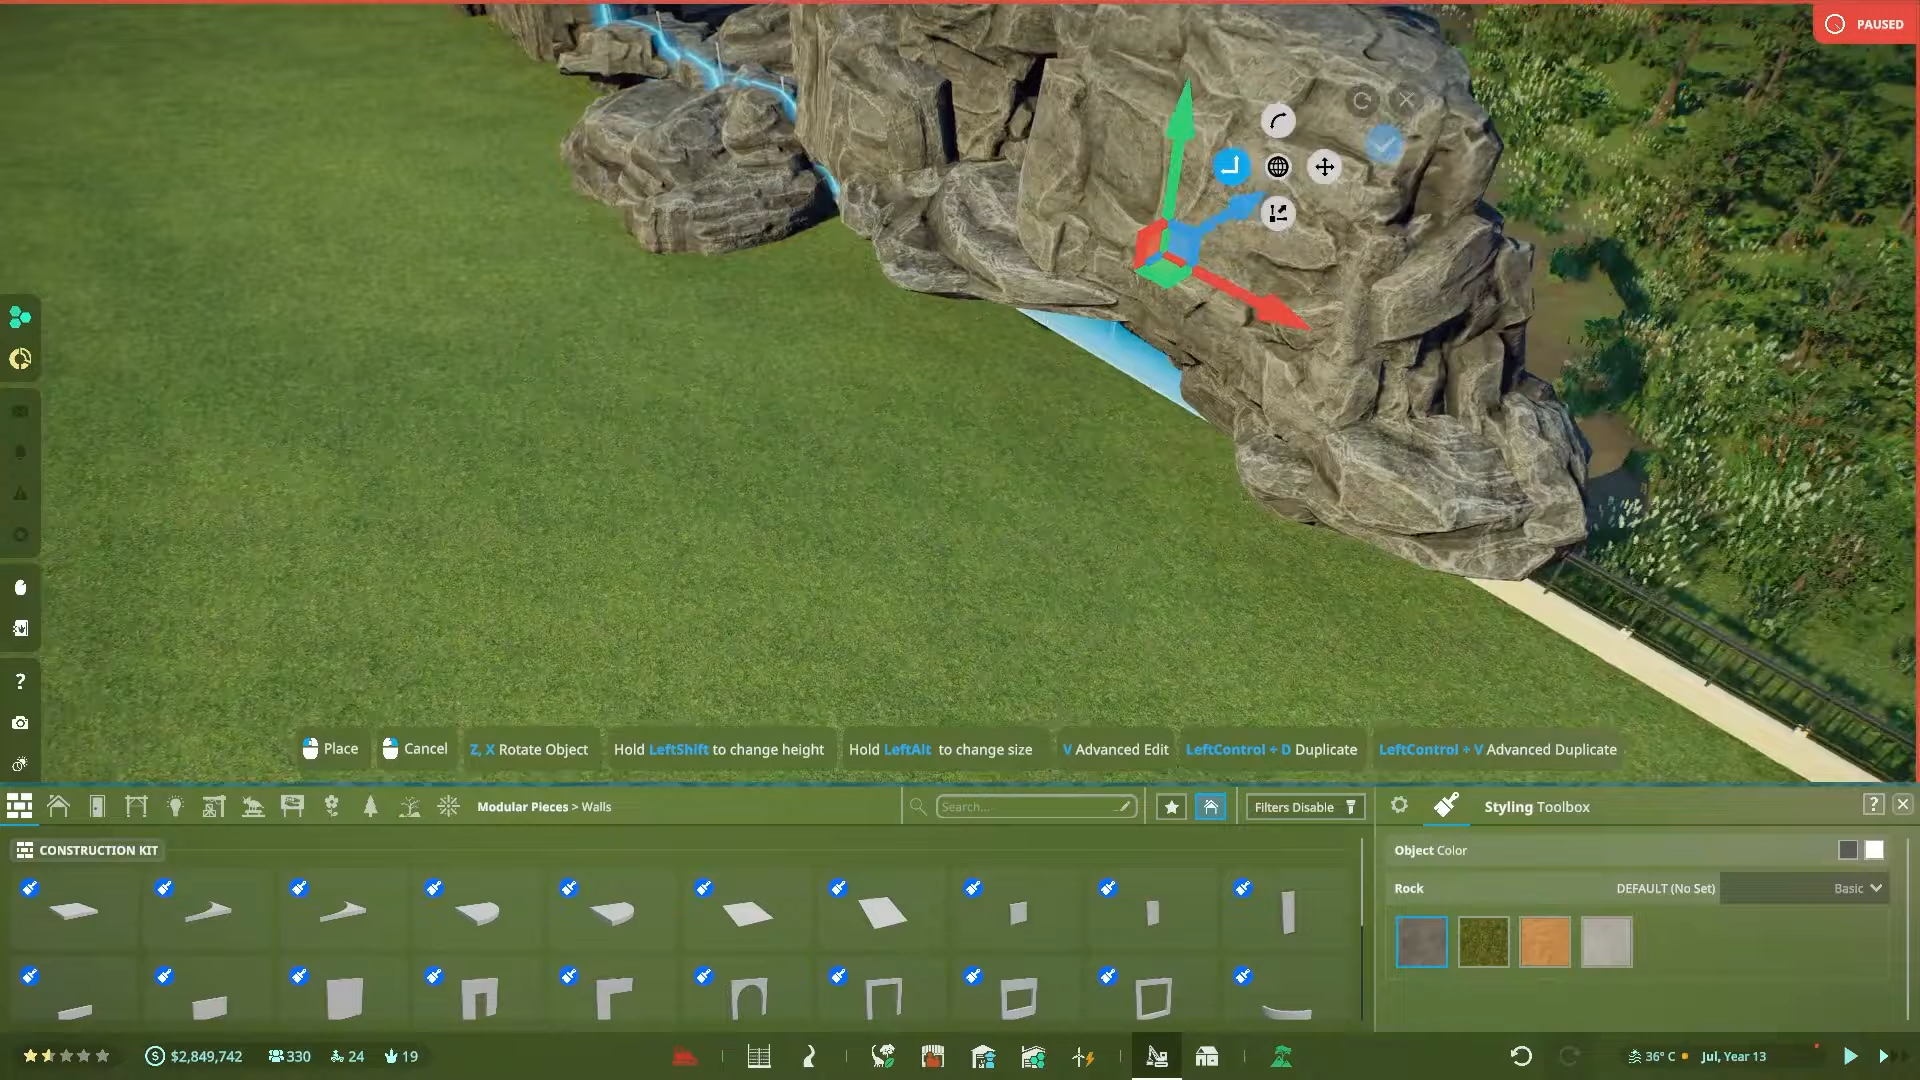 PAUSED
Place
Cancel
Z, X Rotate Object
Hold LeftShift to change height
Hold LeftAlt to change size
V Advanced Edit
LeftControl + D Duplicate
LeftControl + V Advanced Duplicate
Modular Pieces > Walls
Search...
Filters Disable
Styling Toolbox
?
CONSTRUCTION KIT
Object Color
Rock
DEFAULT (No Set)
Basic
$2,849,742
330
24
19
36° C
Jul, Year 13